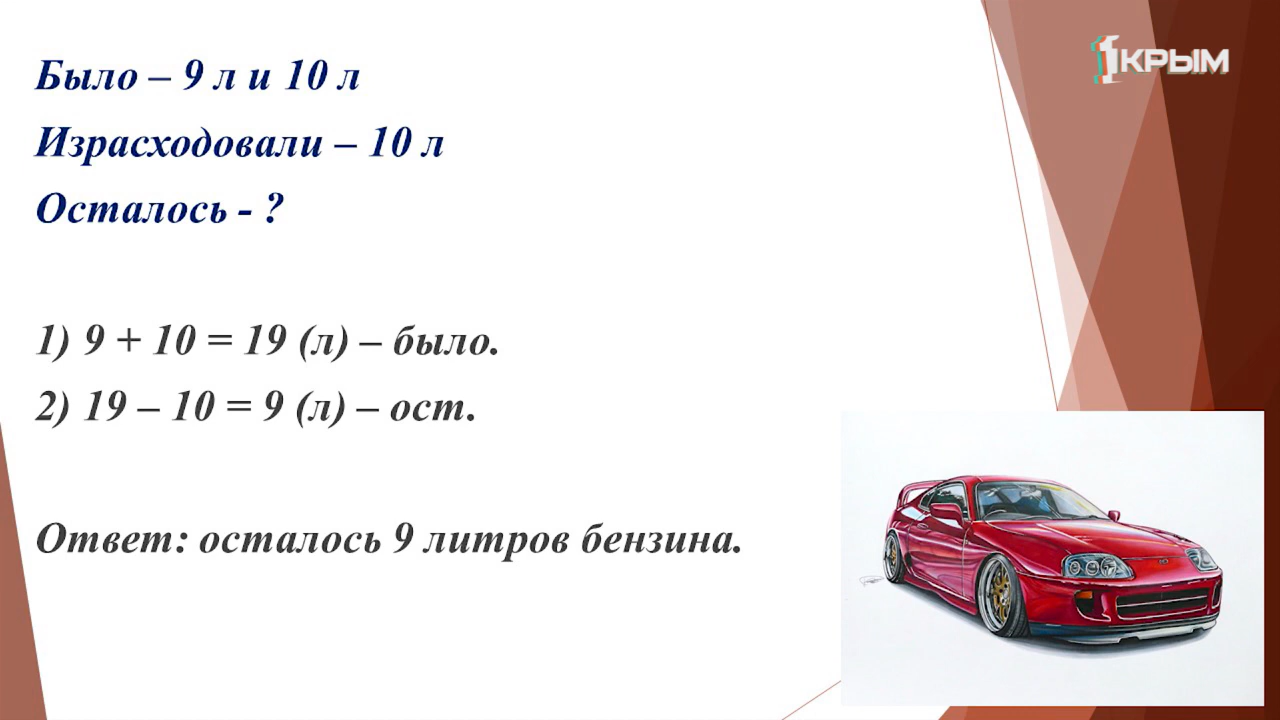 Было – 9 л и 10 л
1КРЫМ
Израсходовали – 10 л
Осталось - ?
1) 9 + 10 = 19 (л) – было.
2) 19 – 10 = 9 (л) – ост.
Ответ: осталось 9 литров бензина.